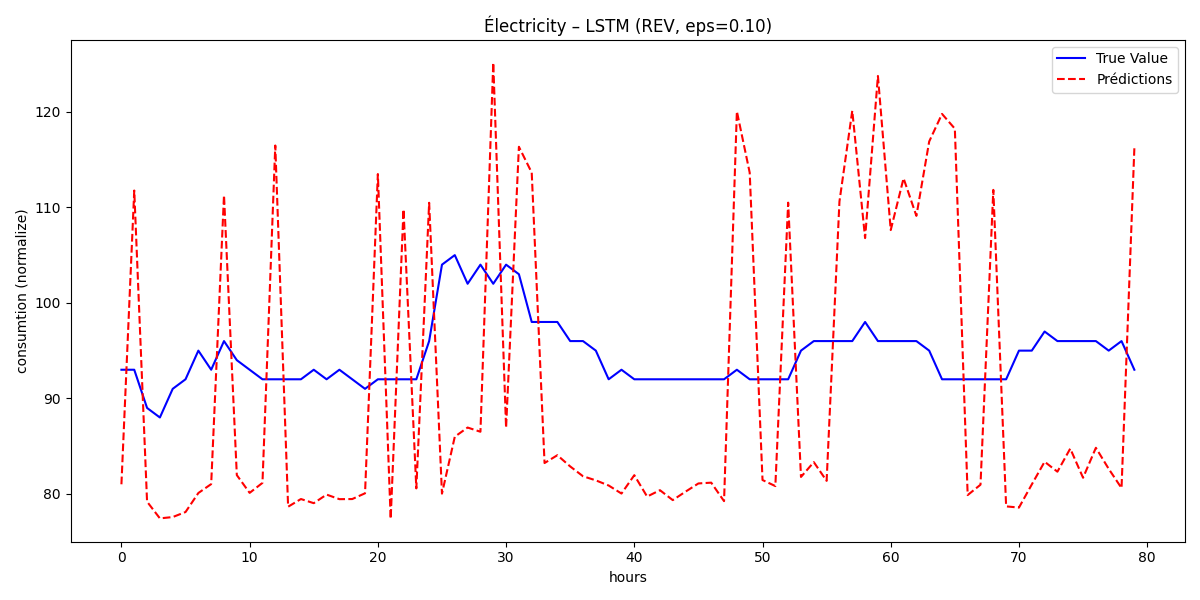 Électricity – LSTM (REV, eps=0.10)
True Value
Prédictions
consumtion (normalize)
120
110
100
90
80
0 10 20 30 40 50 60 70 80
hours